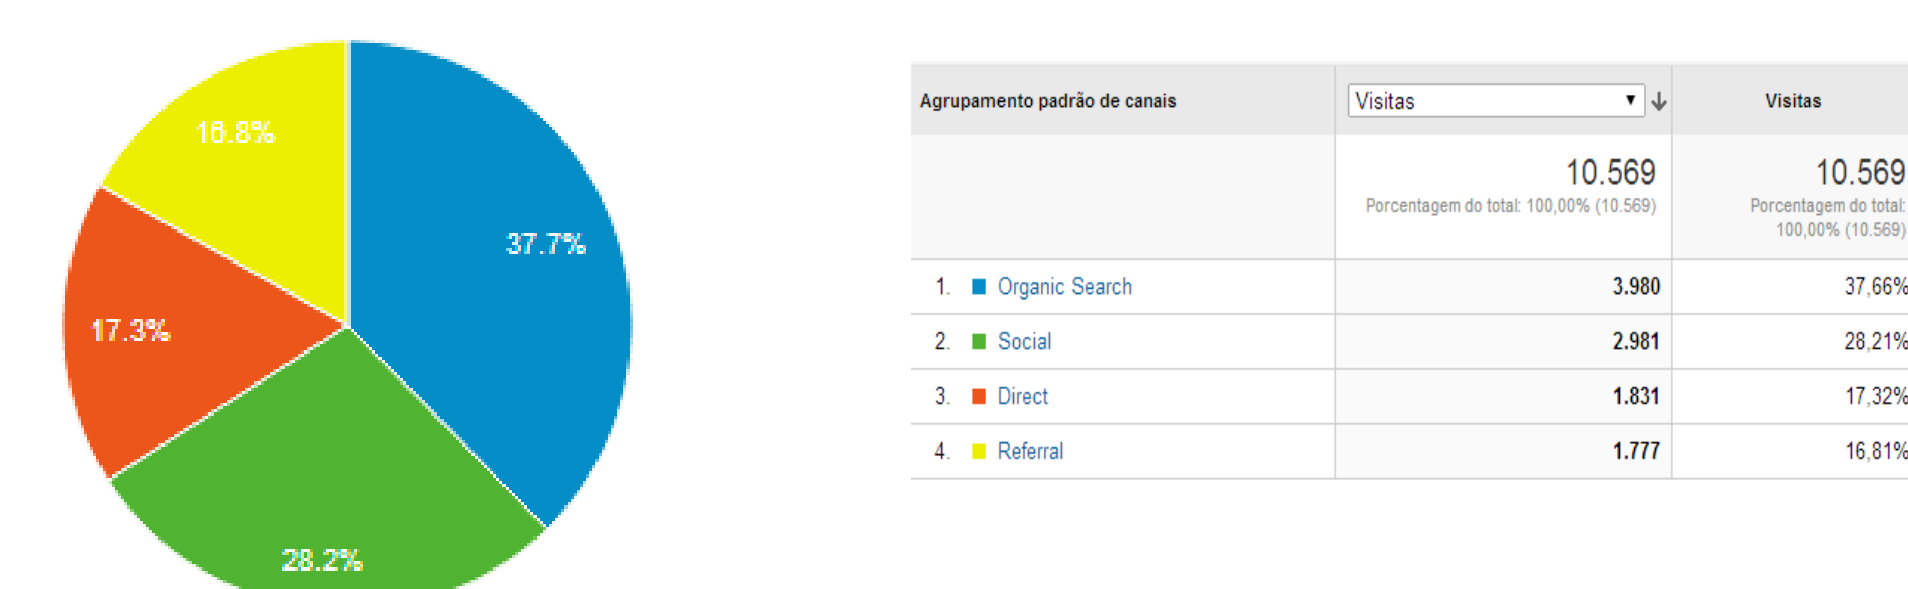 16.8%
37.7%
17.3%
28.2%
Agrupamento padrão de canais Visitas Visitas
10.569 10.569
Porcentagem do total: 100,00% (10.569) Porcentagem do total:
100,00% (10.569)
1. Organic Search 3.980 37,66%
2. Social 2.981 28,21%
3. Direct 1.831 17,32%
4. Referral 1.777 16,81%